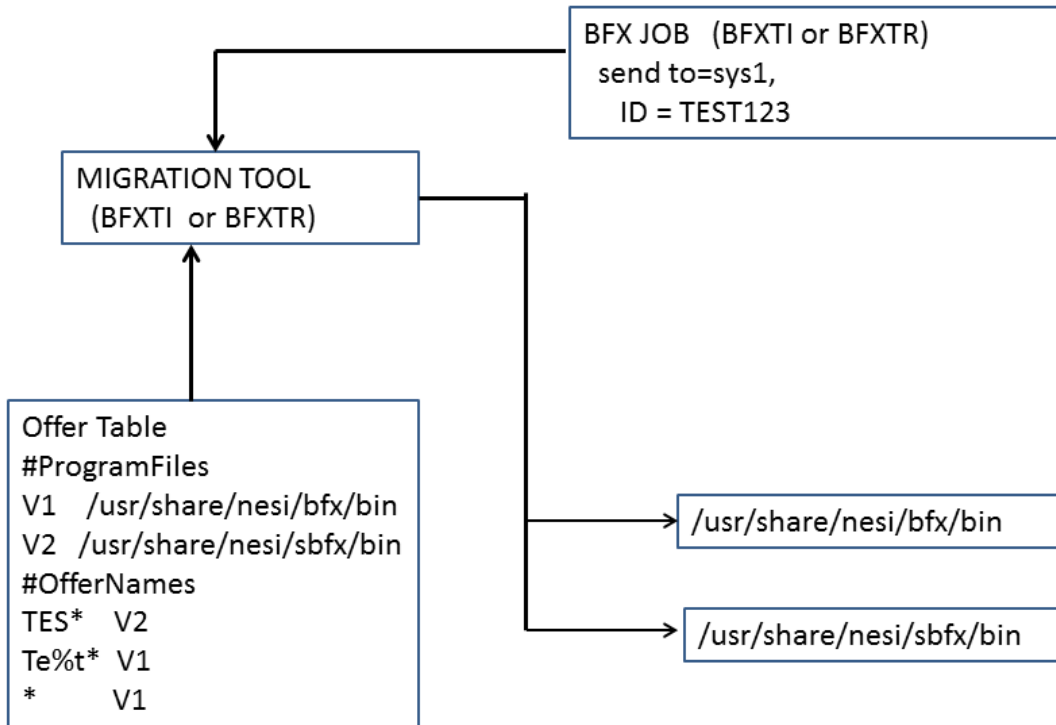 BFX JOB (BFXTI or BFXTR)
send to=sys1,
ID = TEST123
MIGRATION TOOL
(BFXTI or BFXTR)
Offer Table
#ProgramFiles
V1 /usr/share/nesi/bfx/bin
V2 /usr/share/nesi/sbfx/bin
#OfferNames
TES* V2
Te%t* V1
* V1
/usr/share/nesi/bfx/bin
/usr/share/nesi/sbfx/bin